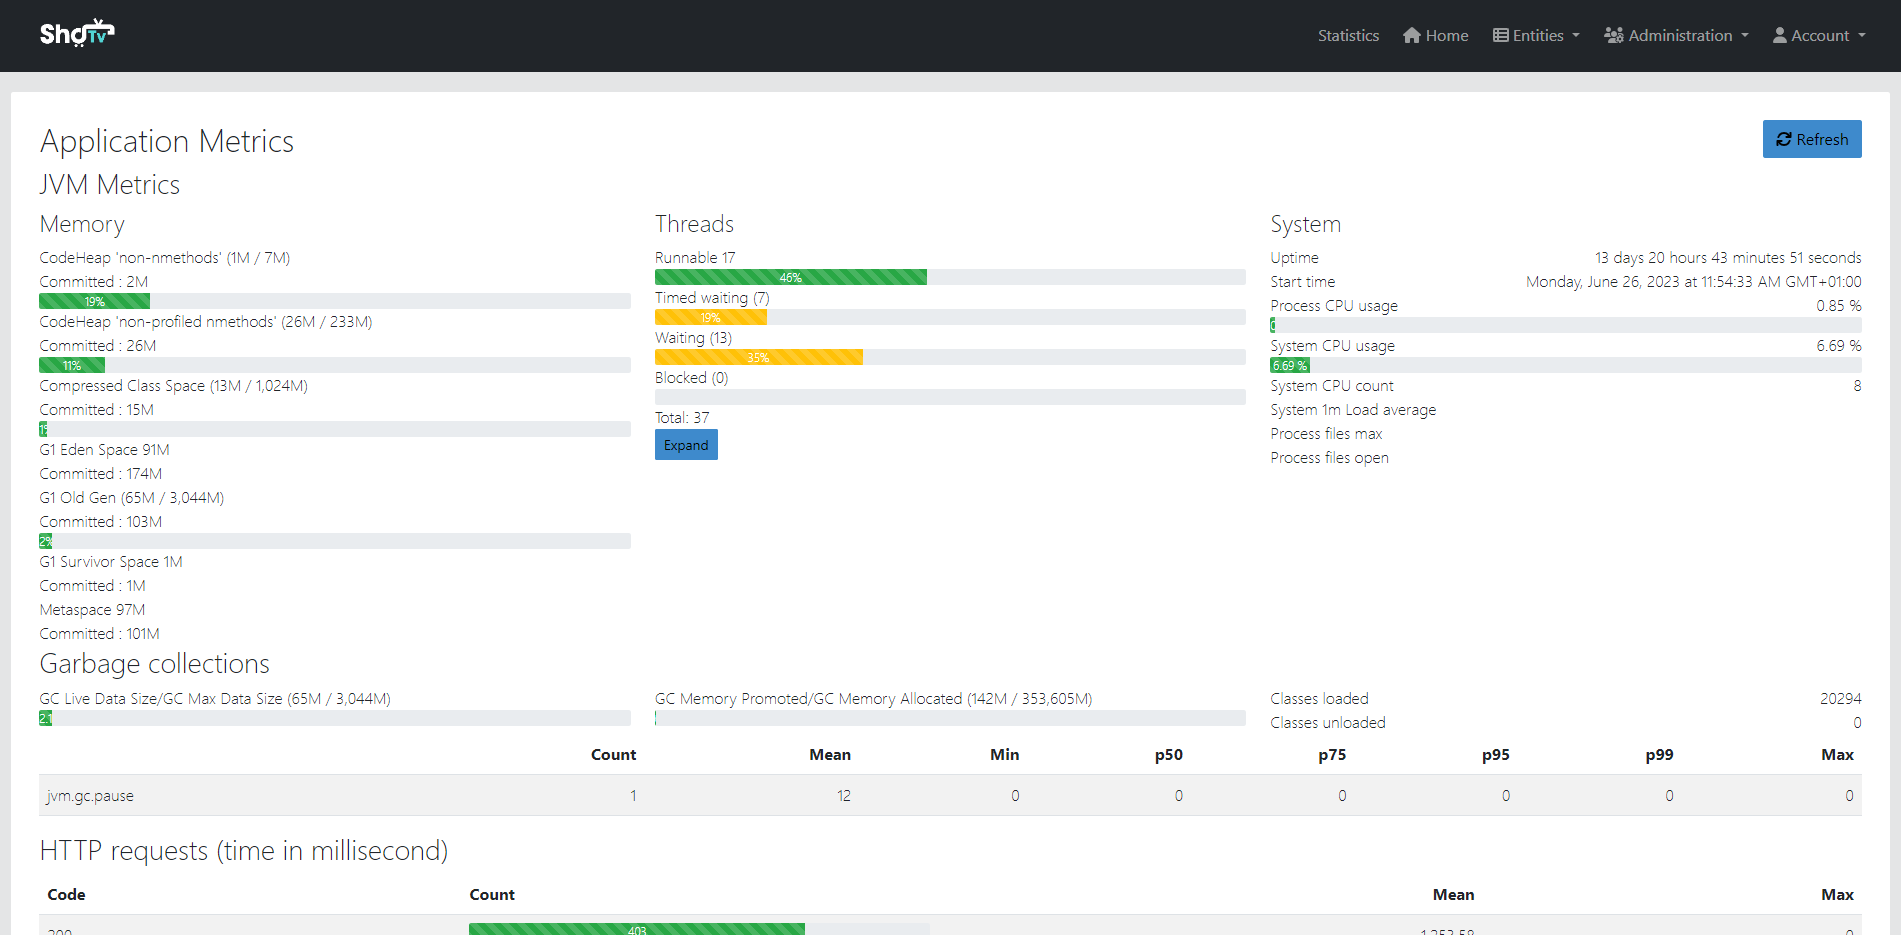 ShoTv
Statistics Home Entities Administration Account
Application Metrics
Refresh
JVM Metrics
Memory
CodeHeap 'non-nmethods' (1M / 7M)
Committed : 2M
19%
CodeHeap 'non-profiled nmethods' (26M / 233M)
Committed : 26M
11%
Compressed Class Space (13M / 1,024M)
Committed : 15M
1%
G1 Eden Space 91M
Committed : 174M
G1 Old Gen (65M / 3,044M)
Committed : 103M
2%
G1 Survivor Space 1M
Committed : 1M
Metaspace 97M
Committed : 101M
Threads
Runnable 17
46%
Timed waiting (7)
19%
Waiting (13)
35%
Blocked (0)
Total: 37
Expand
System
Uptime 13 days 20 hours 43 minutes 51 seconds
Start time Monday, June 26, 2023 at 11:54:33 AM GMT+01:00
Process CPU usage 0.85 %
System CPU usage 6.69 %
6.69 %
System CPU count 8
System 1m Load average
Process files max
Process files open
Garbage collections
GC Live Data Size/GC Max Data Size (65M / 3,044M)
2.1
GC Memory Promoted/GC Memory Allocated (142M / 353,605M)
Classes loaded 20294
Classes unloaded 0
Count Mean Min p50 p75 p95 p99 Max
jvm.gc.pause 1 12 0 0 0 0 0 0
HTTP requests (time in millisecond)
Code Count Mean Max
200 403 1,253.58 0